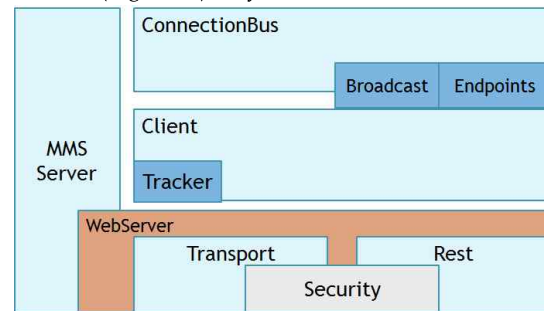 ConnectionBus
Broadcast
Endpoints
Client
MMS
Server
Tracker
WebServer
Transport
Rest
Security